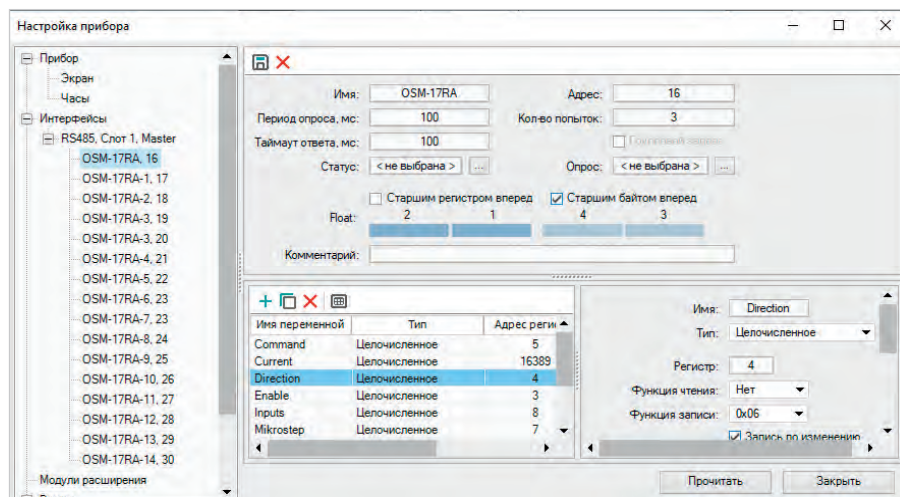 Настройка прибора
Прибор
Экран
Часы
Интерфейсы
RS485, Слот 1, Master
OSM-17RA, 16
OSM-17RA-1, 17
OSM-17RA-2, 18
OSM-17RA-3, 19
OSM-17RA-3, 20
OSM-17RA-4, 21
OSM-17RA-5, 22
OSM-17RA-6, 23
OSM-17RA-7, 23
OSM-17RA-8, 24
OSM-17RA-9, 25
OSM-17RA-10, 26
OSM-17RA-11, 27
OSM-17RA-12, 28
OSM-17RA-13, 29
OSM-17RA-14, 30
Модули расширения
Имя: OSM-17RA Адрес: 16
Период опроса, мс: 100 Кол-во попыток: 3
Таймаут ответа, мс: 100
Статус: < не выбрана > ... Опрос: < не выбрана > ...
Старшим регистром вперед Старшим байтом вперед
Float: 2 1 4 3
Комментарий:
Имя переменной Тип Адрес реги
Command Целочисленное 5
Current Целочисленное 16389
Direction Целочисленное 4
Enable Целочисленное 3
Inputs Целочисленное 8
Mikrostep Целочисленное 7
Имя: Direction
Тип: Целочисленное
Регистр: 4
Функция чтения: Нет
Функция записи: 0x06
Запись по изменению
Прочитать Закрыть